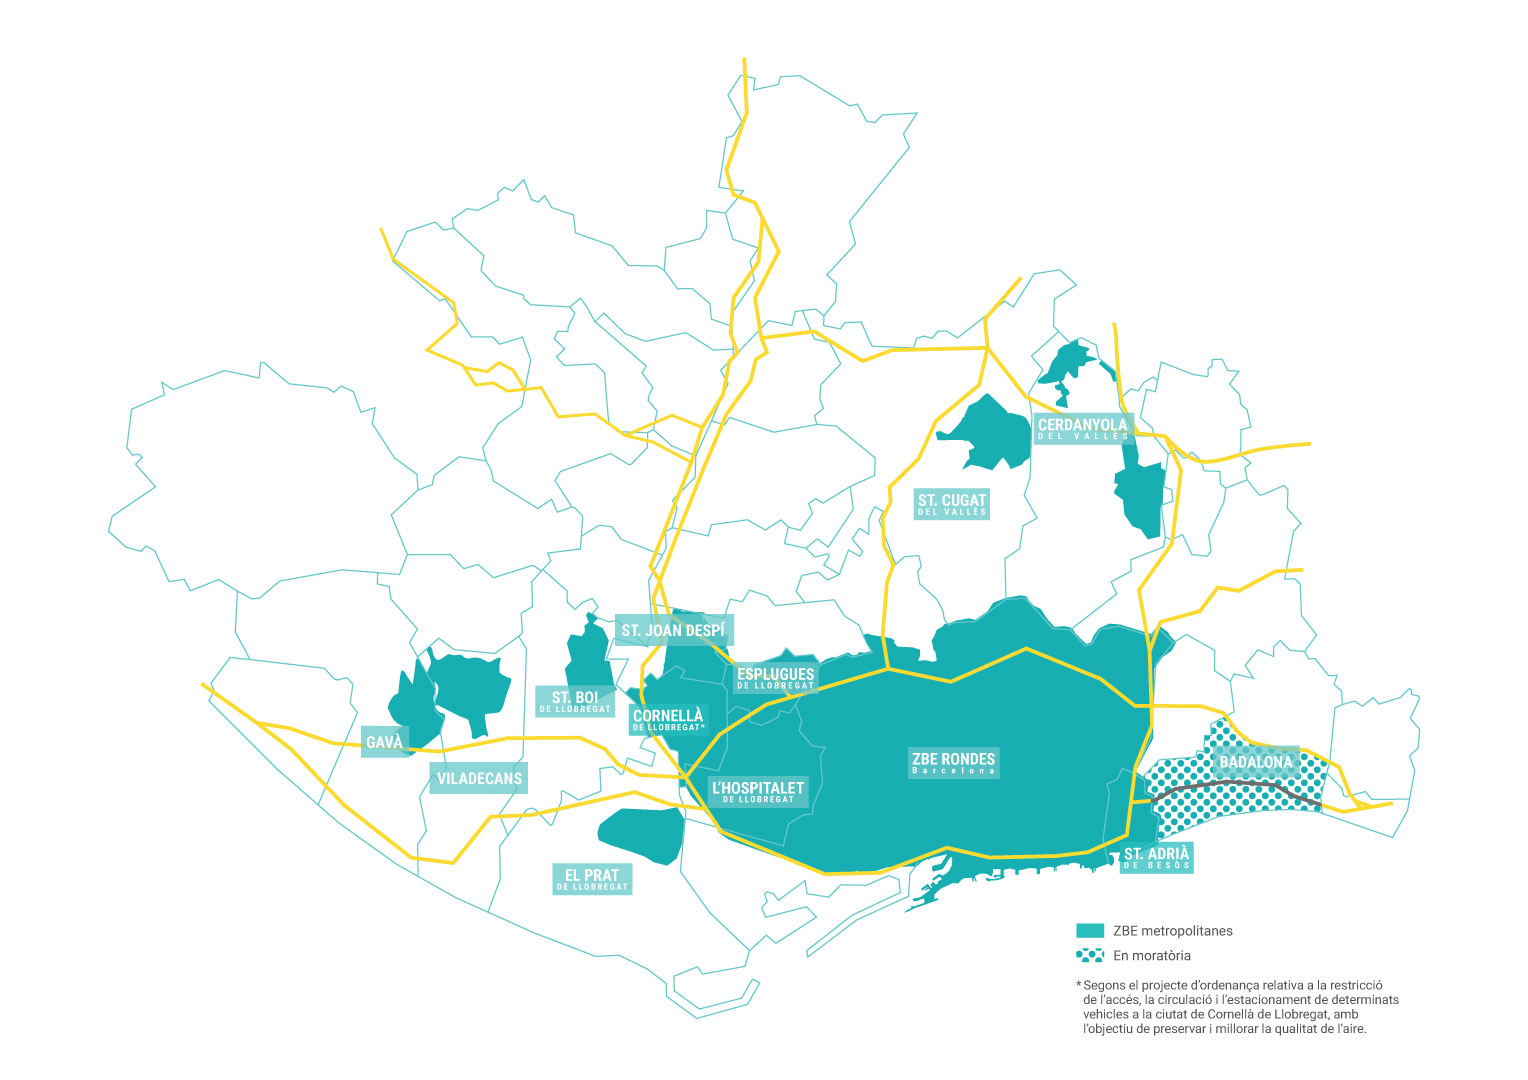 CERDANYOLA
DEL VALLÈS
ST. CUGAT
DEL VALLÈS
ST. JOAN DESPÍ
ESPLUGUES
DE LLOBREGAT
ST. BOI
DE LLOBREGAT
CORNELLÀ
DE LLOBREGAT*
GAVÀ
VILADECANS
ZBE RONDES
Barcelona
BADALONA
L'HOSPITALET
DE LLOBREGAT
ST. ADRIÀ
DE BESÒS
EL PRAT
DE LLOBREGAT
ZBE metropolitanes
En moratòria
* Segons el projecte d'ordenança relativa a la restricció
de l'accés, la circulació i l'estacionament de determinats
vehicles a la ciutat de Cornellà de Llobregat, amb
l'objectiu de preservar i millorar la qualitat de l'aire.